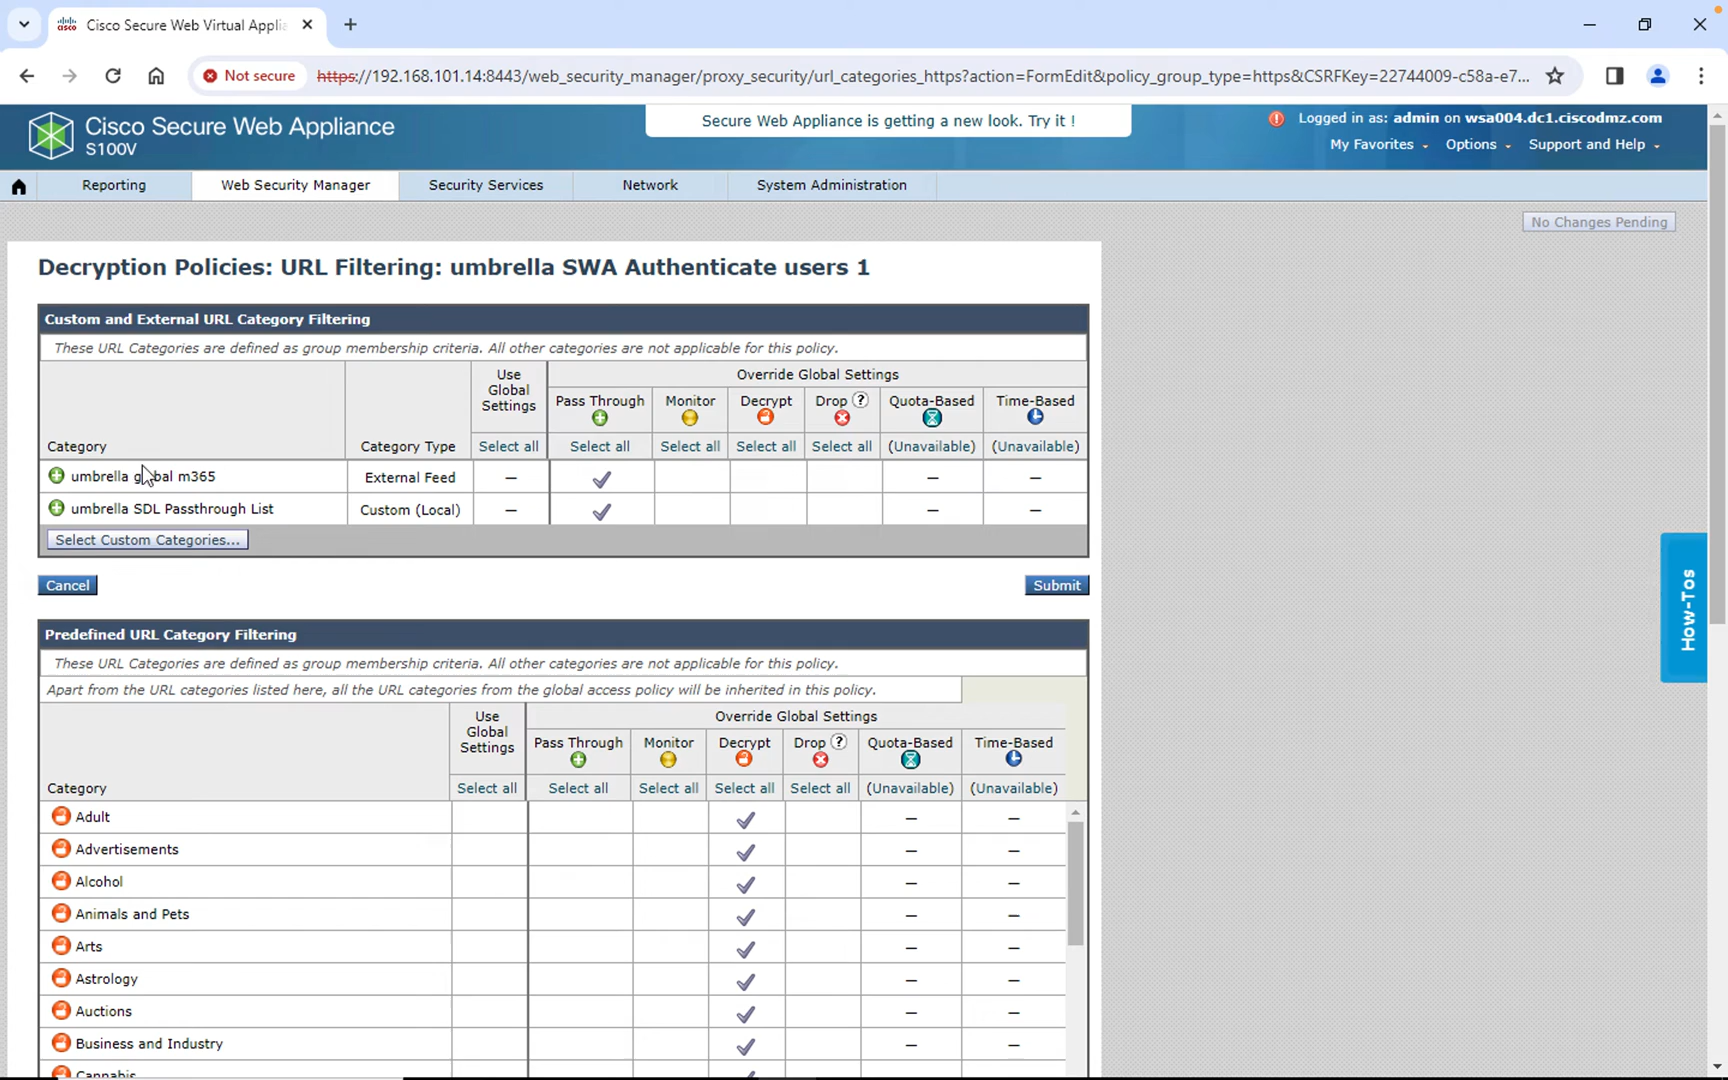 Cisco Secure Web Virtual Appli
Not secure
https://192.168.101.14:8443/web_security_manager/proxy_security/url_categories_https?action=FormEdit&policy_group_type=https&CSRFKey=22744009-c58a-e7...
cisco
Cisco Secure Web Appliance
S100V
Secure Web Appliance is getting a new look. Try it !
Logged in as: admin on wsa004.dc1.ciscodmz.com
My Favorites Options Support and Help
Reporting Web Security Manager Security Services Network System Administration
No Changes Pending
Decryption Policies: URL Filtering: umbrella SWA Authenticate users 1
Custom and External URL Category Filtering
These URL Categories are defined as group membership criteria. All other categories are not applicable for this policy.
Use Global Settings
Override Global Settings
Pass Through Monitor Decrypt Drop ? Quota-Based Time-Based
Category Category Type Select all Select all Select all Select all Select all (Unavailable) (Unavailable)
umbrella global m365 External Feed — — —
umbrella SDL Passthrough List Custom (Local) — — —
Select Custom Categories...
Cancel Submit
How-Tos
Predefined URL Category Filtering
These URL Categories are defined as group membership criteria. All other categories are not applicable for this policy.
Apart from the URL categories listed here, all the URL categories from the global access policy will be inherited in this policy.
Use Global Settings
Override Global Settings
Pass Through Monitor Decrypt Drop ? Quota-Based Time-Based
Category Select all Select all Select all Select all Select all (Unavailable) (Unavailable)
Adult — —
Advertisements — —
Alcohol — —
Animals and Pets — —
Arts — —
Astrology — —
Auctions — —
Business and Industry — —
Cannabis